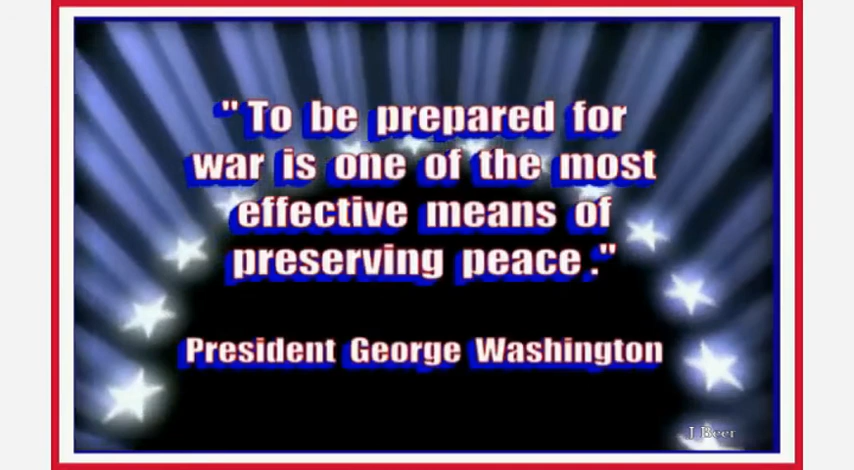 " To be prepared for
war is one of the most
effective means of
preserving peace ."
President George Washington
J Beer